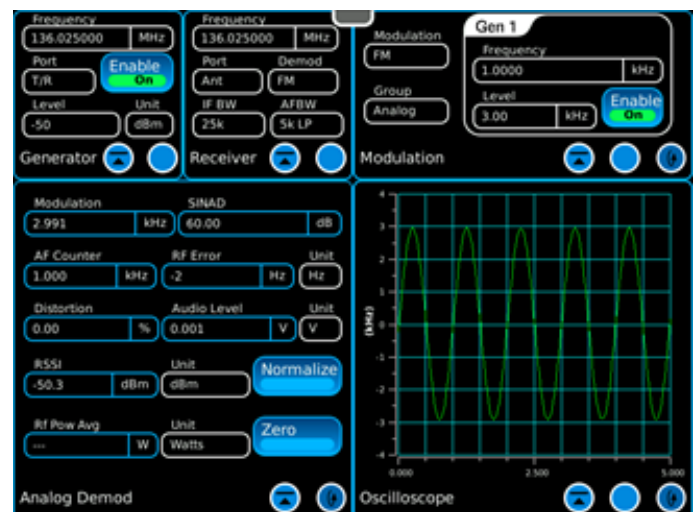 Frequency
136.025000 MHz
Port
T/R
Enable
On
Level Unit
-50 dBm
Generator
Frequency
136.025000 MHz
Port Demod
Ant FM
IF BW AFBW
25k 5k LP
Receiver
Modulation
FM
Group
Analog
Gen 1
Frequency
1.0000 kHz
Level
3.00 kHz
Enable
On
Modulation
Modulation SINAD
2.991 kHz 60.00 dB
AF Counter RF Error Unit
1.000 kHz -2 Hz Hz
Distortion Audio Level Unit
0.00 % 0.001 V V
RSSI Unit
-50.3 dBm dBm
Normalize
Rf Pow Avg Unit
--- W Watts
Zero
Analog Demod
4
3
2
1
0
-1
-2
-3
-4
(kHz)
0.000 2.500 5.000
Oscilloscope